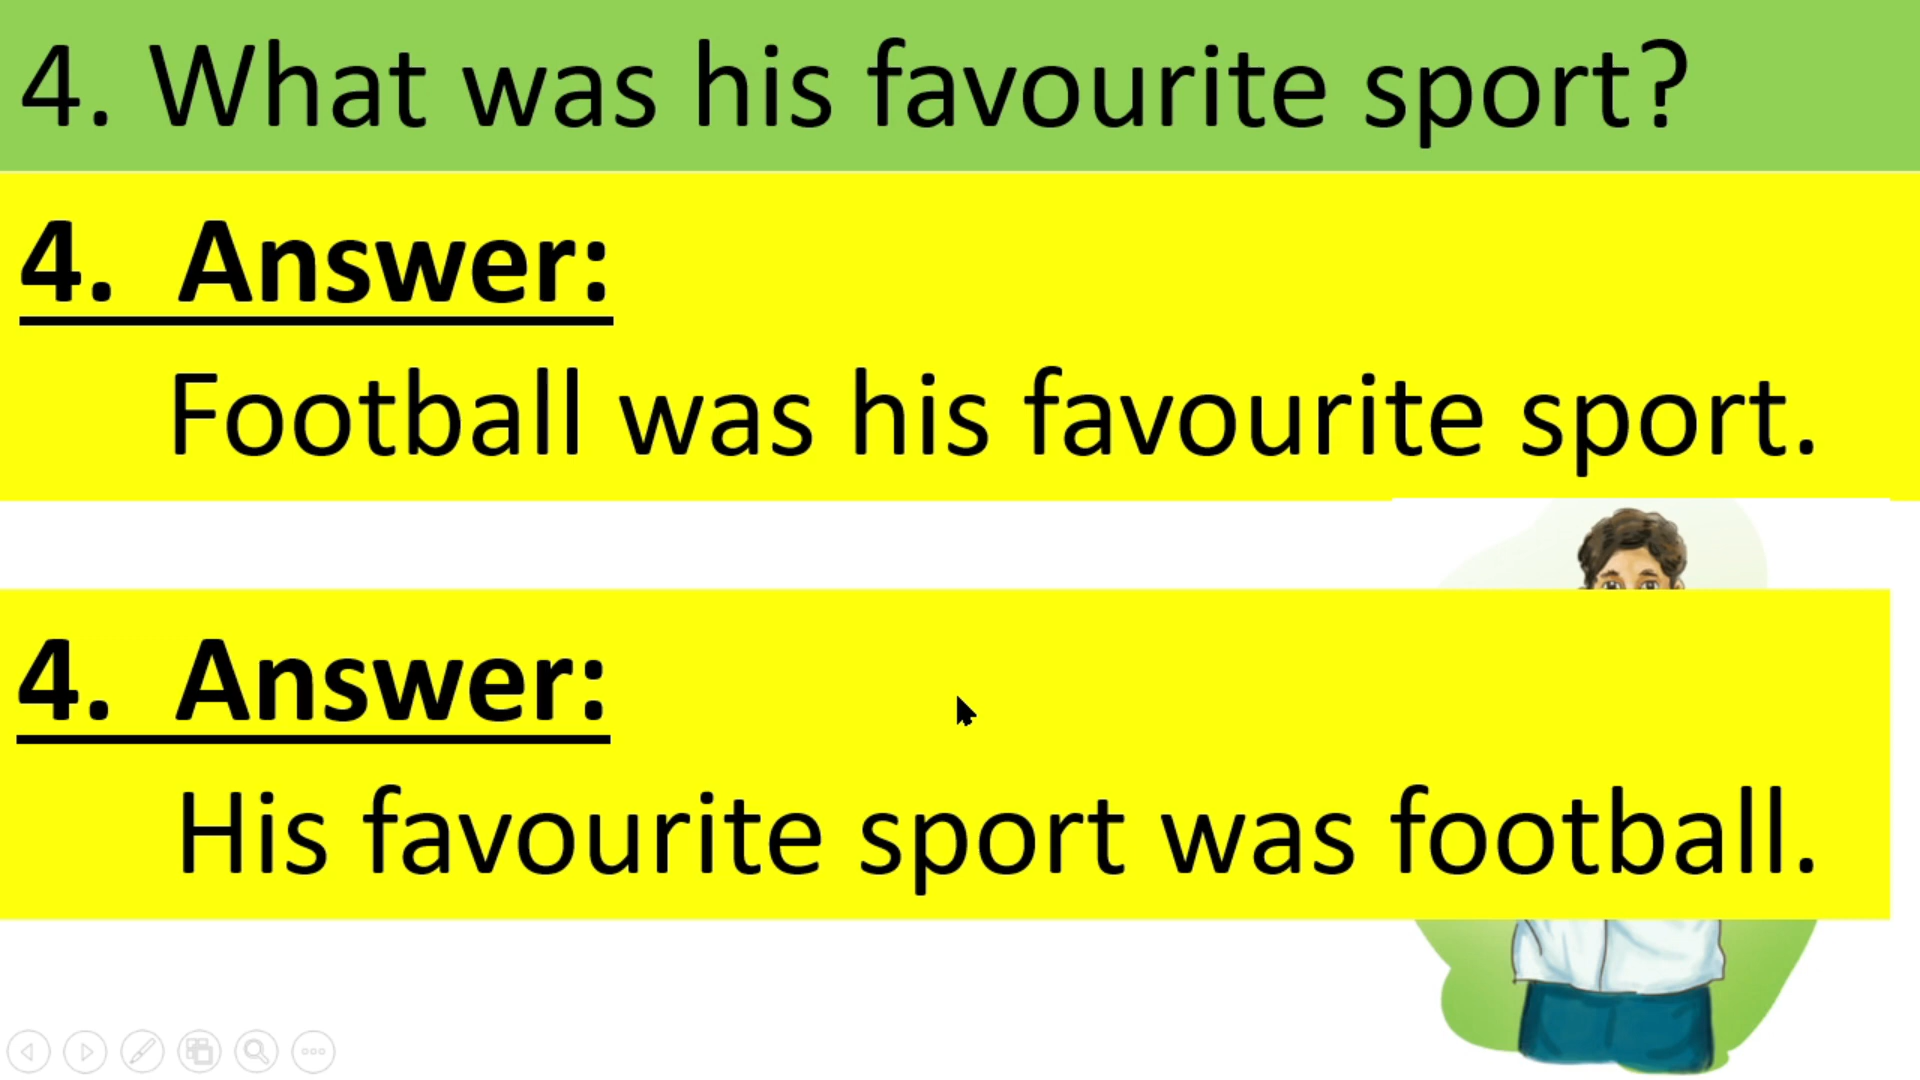 4. What was his favourite sport?
4. Answer:
Football was his favourite sport.
4. Answer:
His favourite sport was football.